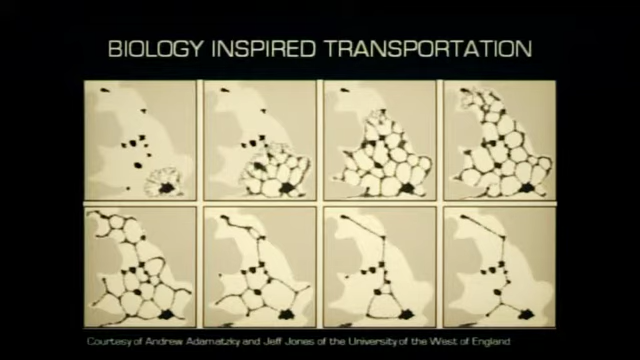 BIOLOGY INSPIRED TRANSPORTATION
Courtesy of Andrew Adamatzky and Jeff Jones of the University of the West of England